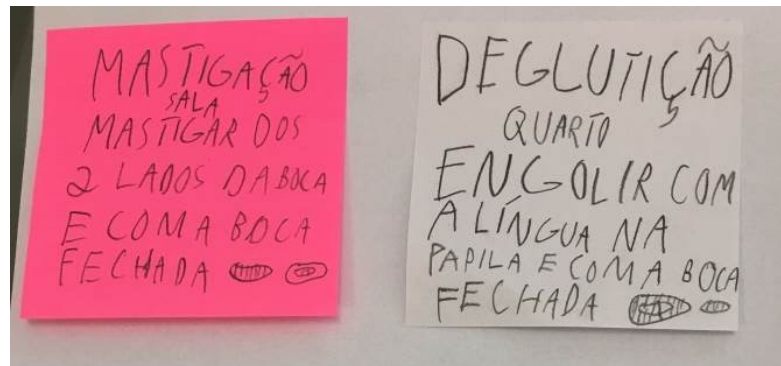 MASTIGAÇÃO
SALA
MASTIGAR DOS
2 LADOS DA BOCA
E COM A BOCA
FECHADA
DEGLUTIÇÃO
QUARTO
ENGOLIR COM
A LÍNGUA NA
PAPILA E COM A BOCA
FECHADA